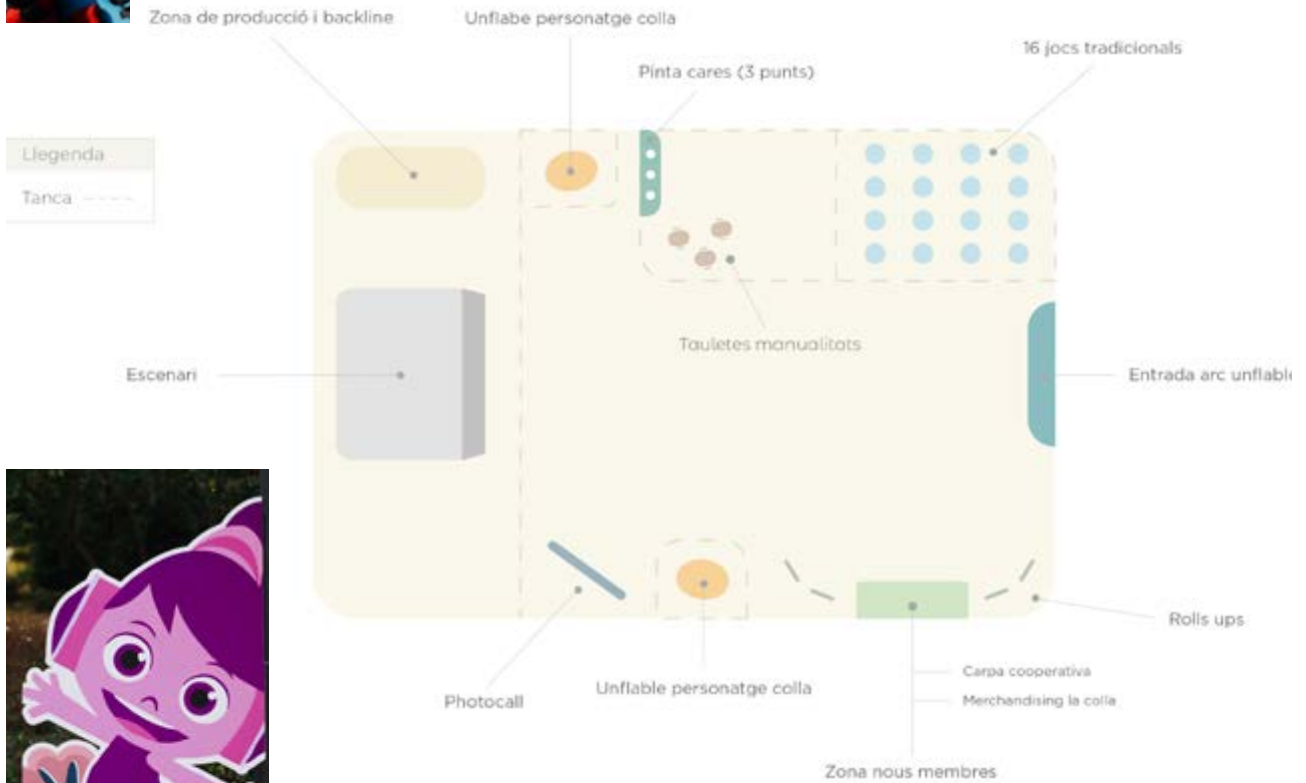 Zona de producció i backline
Unflabe personatge colla
16 jocs tradicionals
Pinta cares (3 punts)
Llegenda
Tanca
Tauletes manualitats
Escenari
Entrada arc unflable
Rolls ups
Carpa cooperativa
Unflable personatge colla
Photocall
Merchandising la colla
Zona nous membres